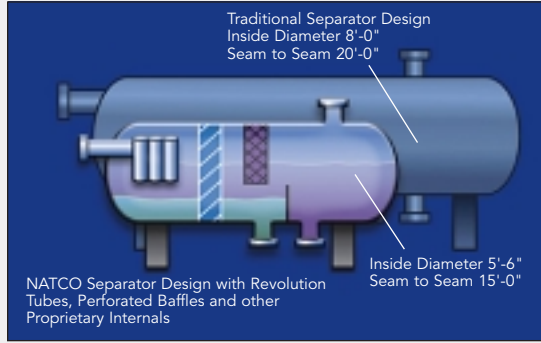 Traditional Separator Design
Inside Diameter 8'-0"
Seam to Seam 20'-0"
Inside Diameter 5'-6"
Seam to Seam 15'-0"
NATCO Separator Design with Revolution
Tubes, Perforated Baffles and other
Proprietary Internals